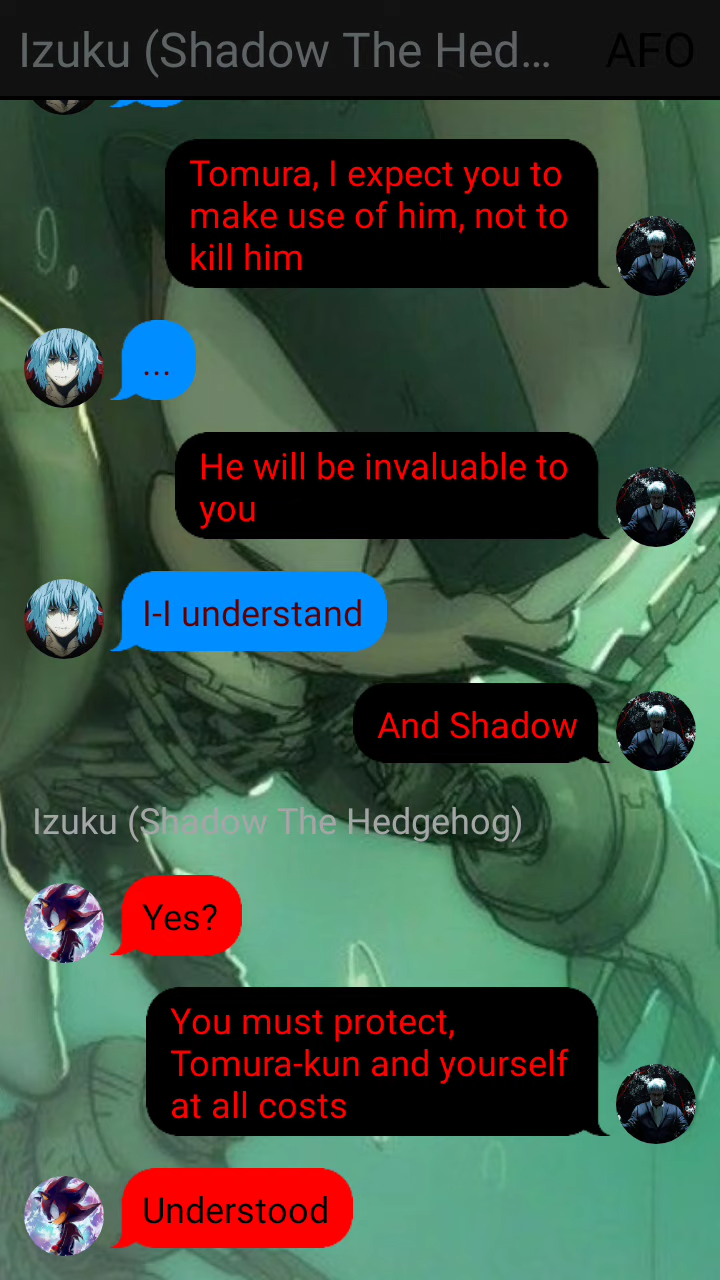 Izuku (Shadow The Hed... AFO
Tomura, I expect you to
make use of him, not to
kill him
...
He will be invaluable to
you
I-I understand
And Shadow
Izuku (Shadow The Hedgehog)
Yes?
You must protect,
Tomura-kun and yourself
at all costs
Understood